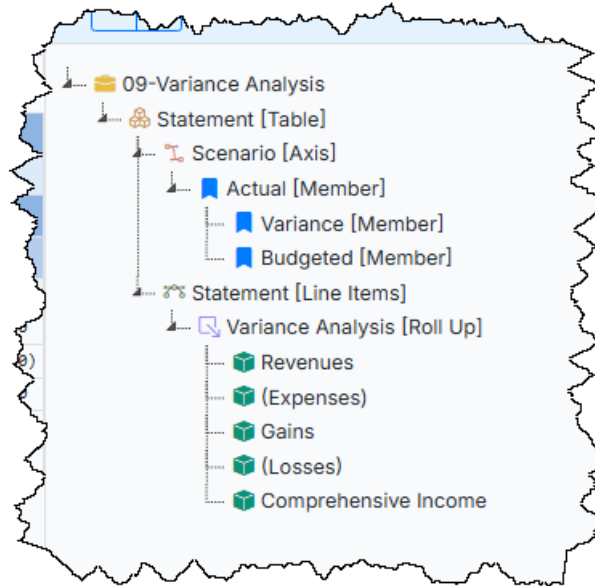 09-Variance Analysis
Statement [Table]
Scenario [Axis]
Actual [Member]
Variance [Member]
Budgeted [Member]
Statement [Line Items]
Variance Analysis [Roll Up]
Revenues
(Expenses)
Gains
(Losses)
Comprehensive Income